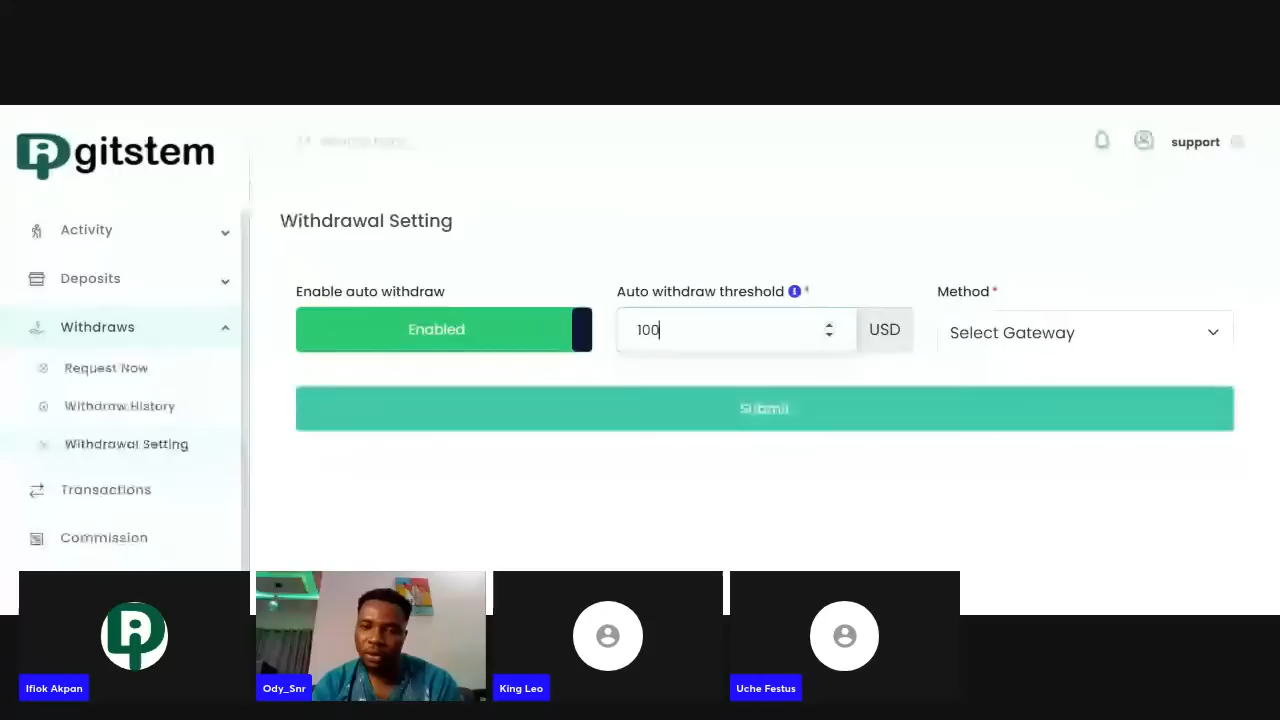 gitstem
support
Activity
Withdrawal Setting
Deposits
Enable auto withdraw
Auto withdraw threshold *
Method *
Withdraws
Enabled
100
USD
Select Gateway
Request Now
Withdraw History
Submit
Withdrawal Setting
Transactions
Commission
Ifiok Akpan
Ody_Snr
King Leo
Uche Festus